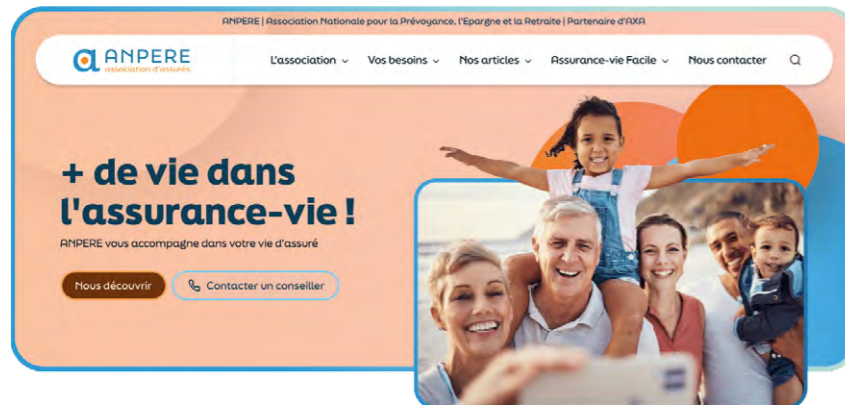 ANPERE | Association Nationale pour la Prévoyance, l'Epargne et la Retraite | Partenaire d'AXA
ANPERE
association d'assurés
L'association
Vos besoins
Nos articles
Assurance-vie Facile
Nous contacter
+ de vie dans
l'assurance-vie !
ANPERE vous accompagne dans votre vie d'assuré
Nous découvrir
Contacter un conseiller